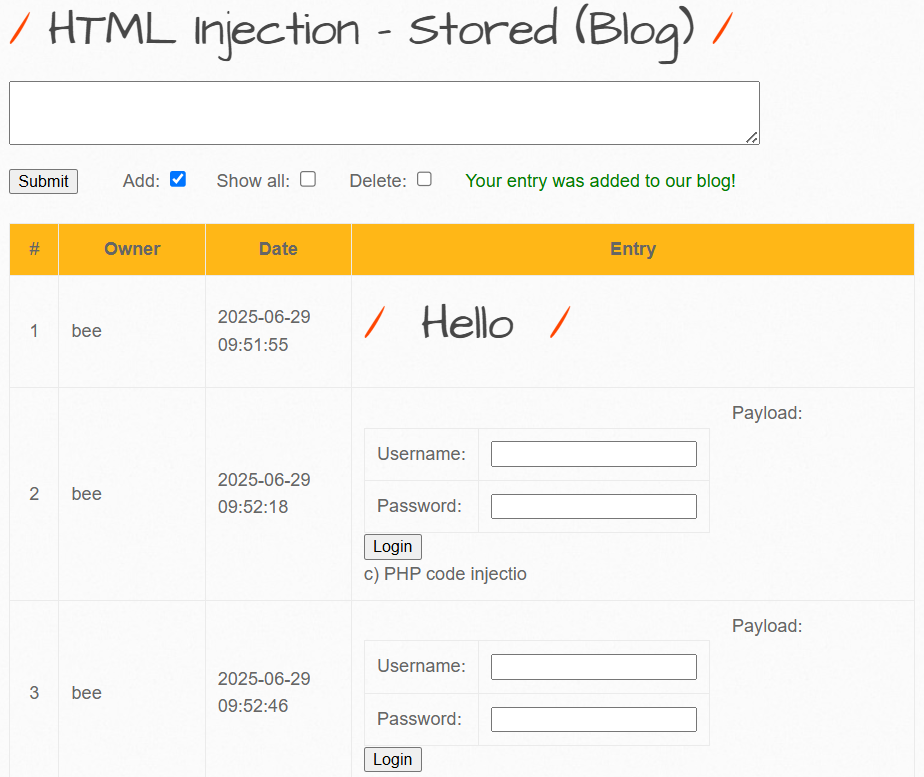 / HTML Injection - Stored (Blog) /
Submit Add: Show all: Delete: Your entry was added to our blog!
# Owner Date Entry
1 bee 2025-06-29 09:51:55 / Hello /
Payload:
2 bee 2025-06-29 09:52:18 Username:
Password:
Login
c) PHP code injectio
Payload:
3 bee 2025-06-29 09:52:46 Username:
Password:
Login